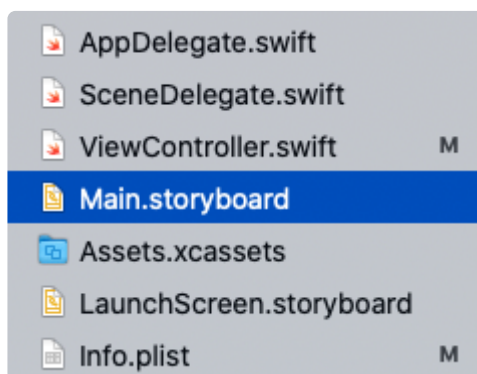 AppDelegate.swift
SceneDelegate.swift
ViewController.swift M
Main.storyboard
Assets.xcassets
LaunchScreen.storyboard
Info.plist M